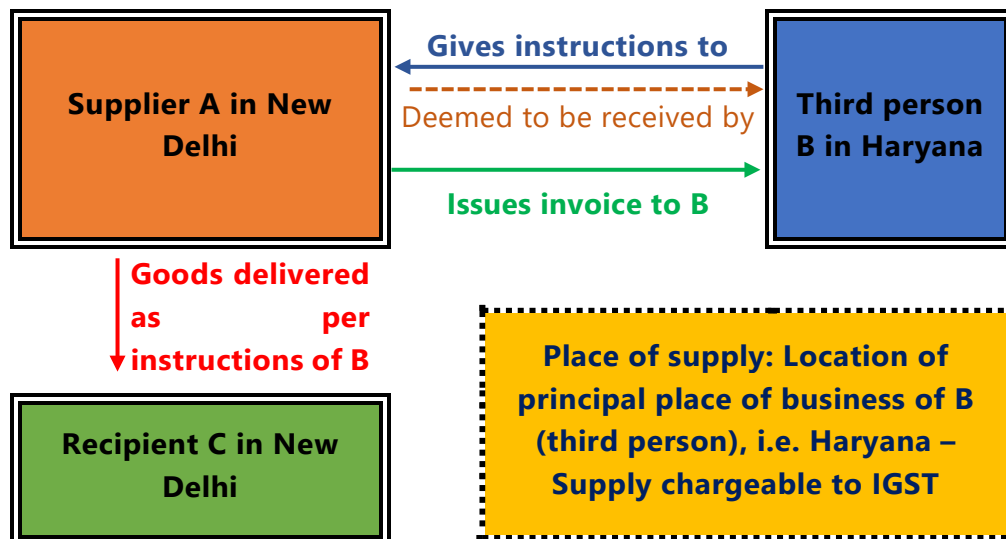 Supplier A in New
Delhi
Gives instructions to
Deemed to be received by
Issues invoice to B
Third person
B in Haryana
Goods delivered
as per
instructions of B
Recipient C in New
Delhi
Place of supply: Location of
principal place of business of B
(third person), i.e. Haryana –
Supply chargeable to IGST